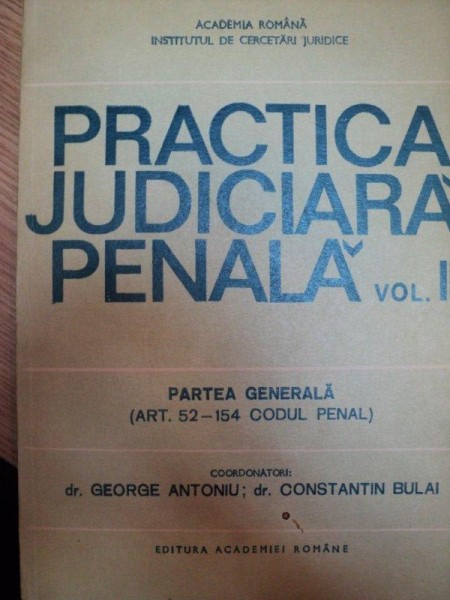 ACADEMIA ROMÂNĂ
INSTITUTUL DE CERCETĂRI JURIDICE
PRACTICA
JUDICIARĂ
PENALĂ VOL. I
PARTEA GENERALĂ
(ART. 52-154 CODUL PENAL)
COORDONATORI:
dr. GEORGE ANTONIU; dr. CONSTANTIN BULAI
EDITURA ACADEMIEI ROMÂNE